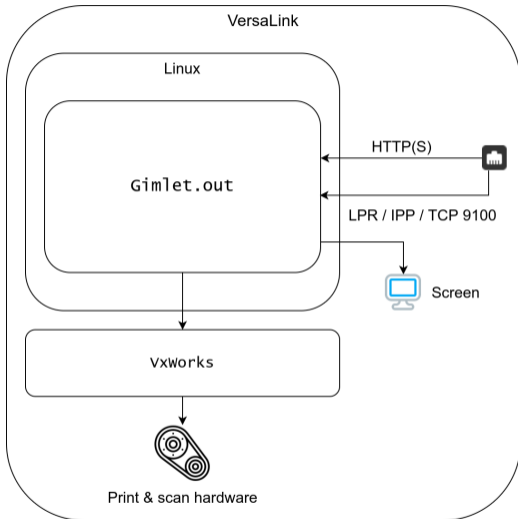 VersaLink
Linux
HTTP(S)
Gimlet.out
LPR / IPP / TCP 9100
Screen
VxWorks
Print & scan hardware